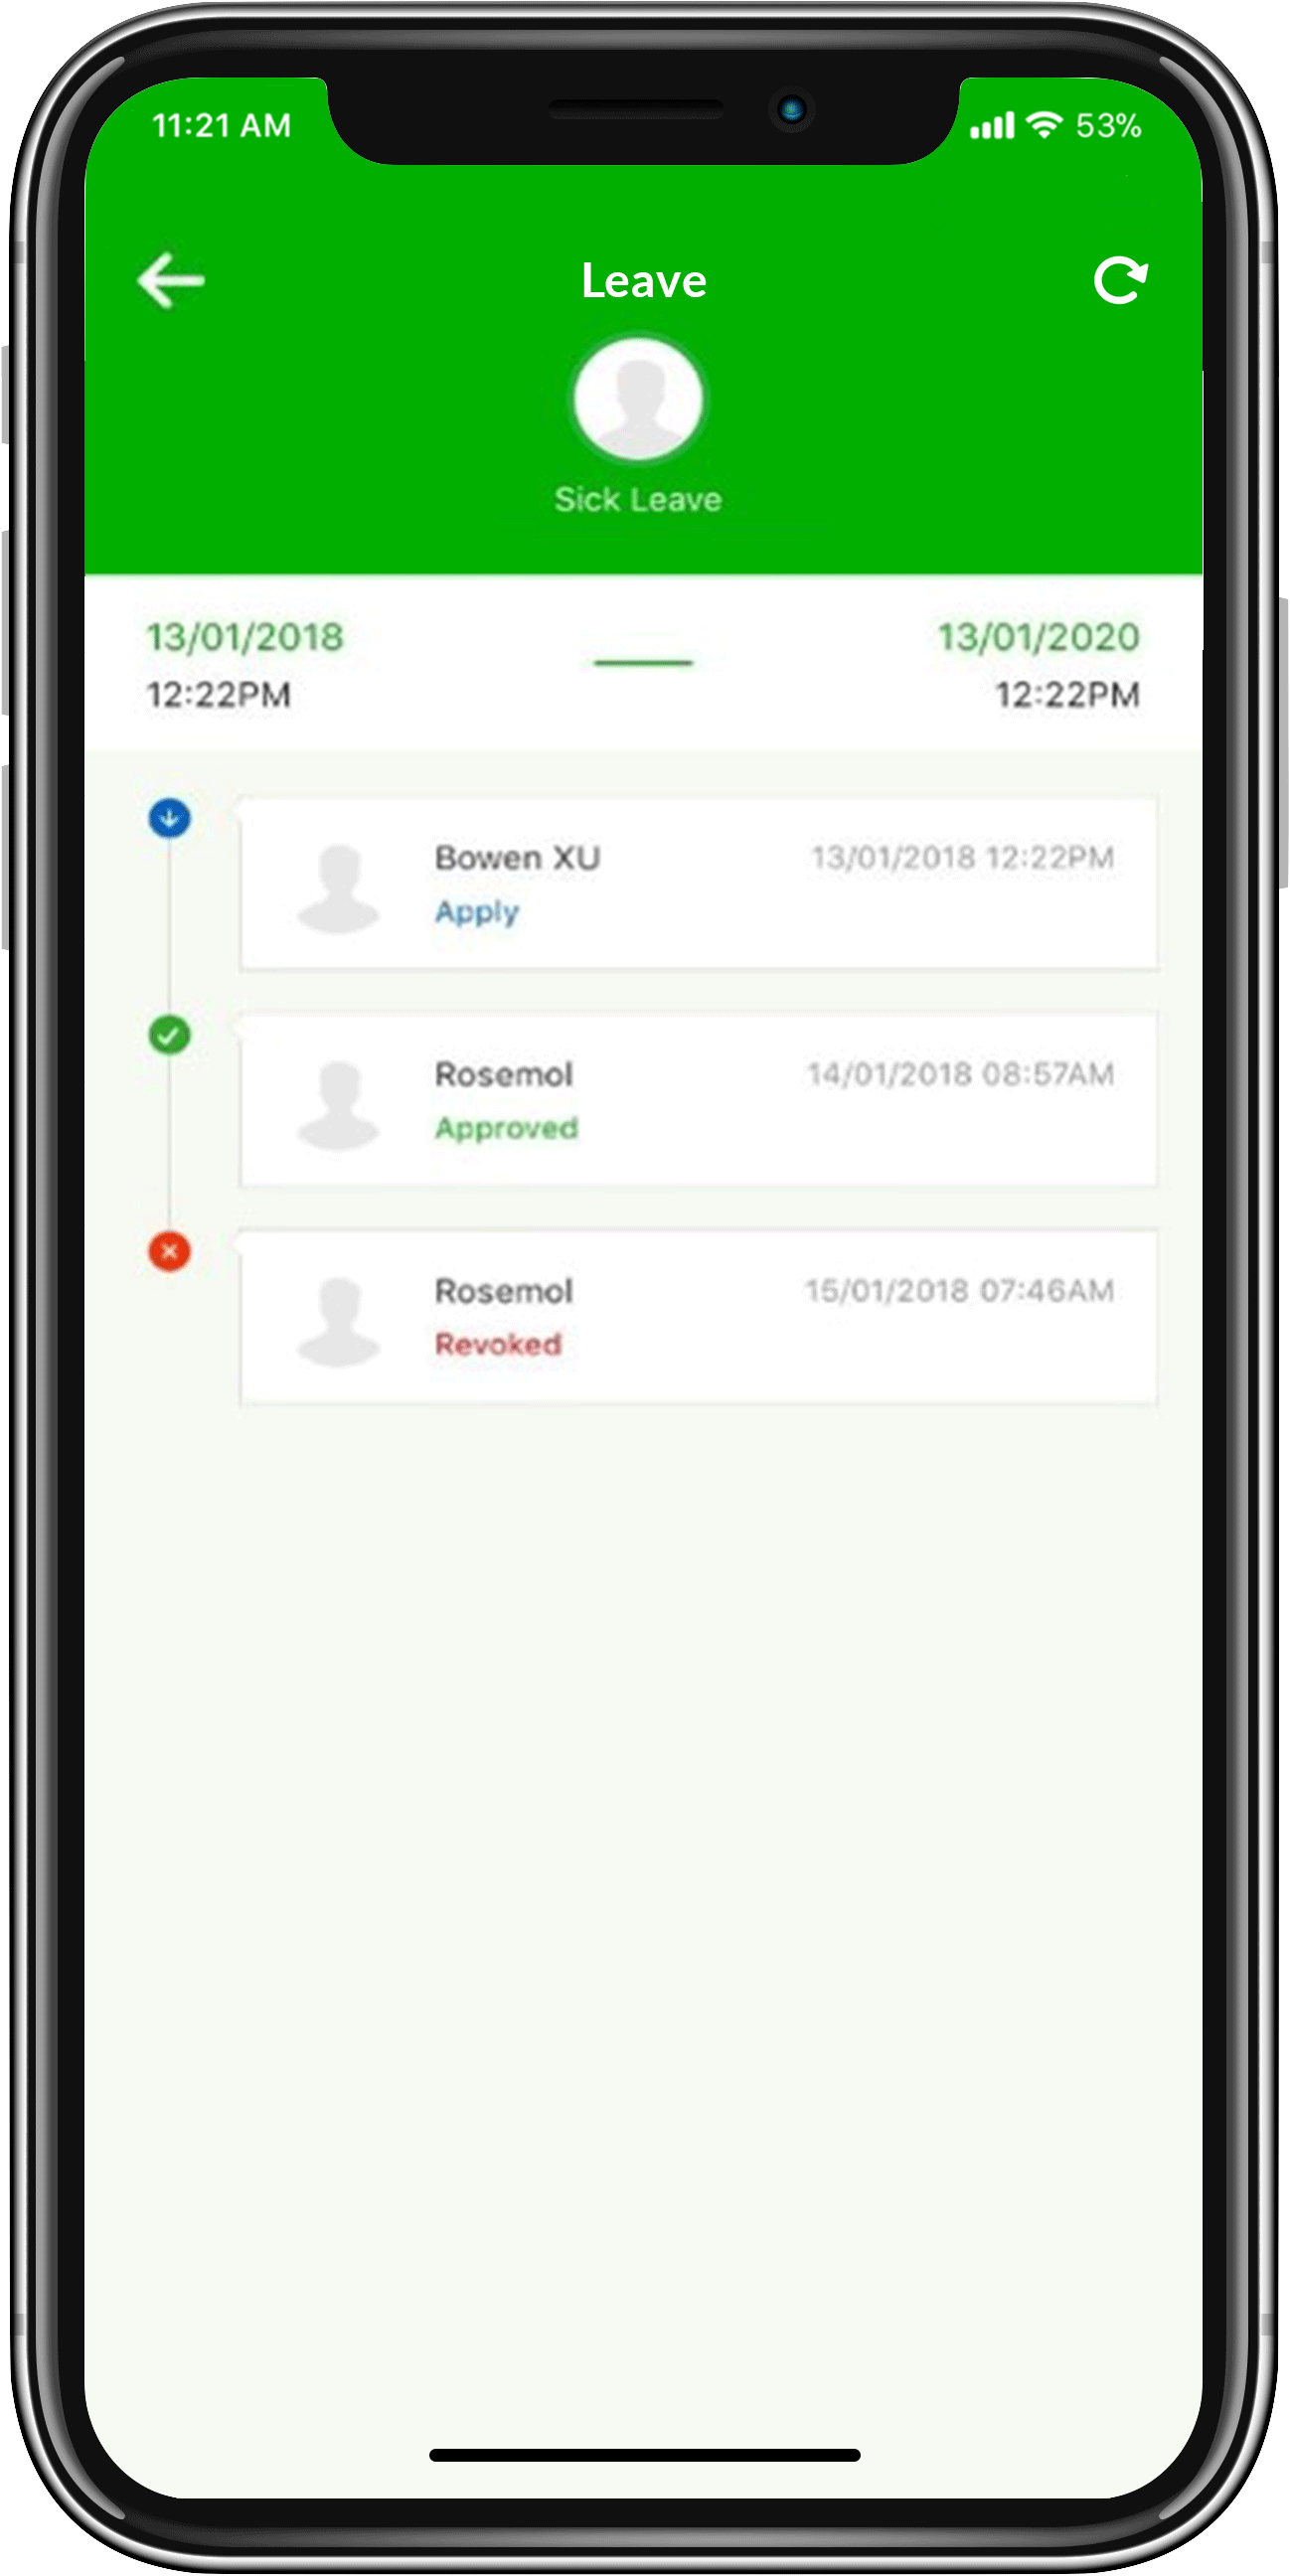 11:21 AM 53%
Leave
Sick Leave
13/01/2018 13/01/2020
12:22PM 12:22PM
Bowen XU 13/01/2018 12:22PM
Apply
Rosemol 14/01/2018 08:57AM
Approved
Rosemol 15/01/2018 07:46AM
Revoked